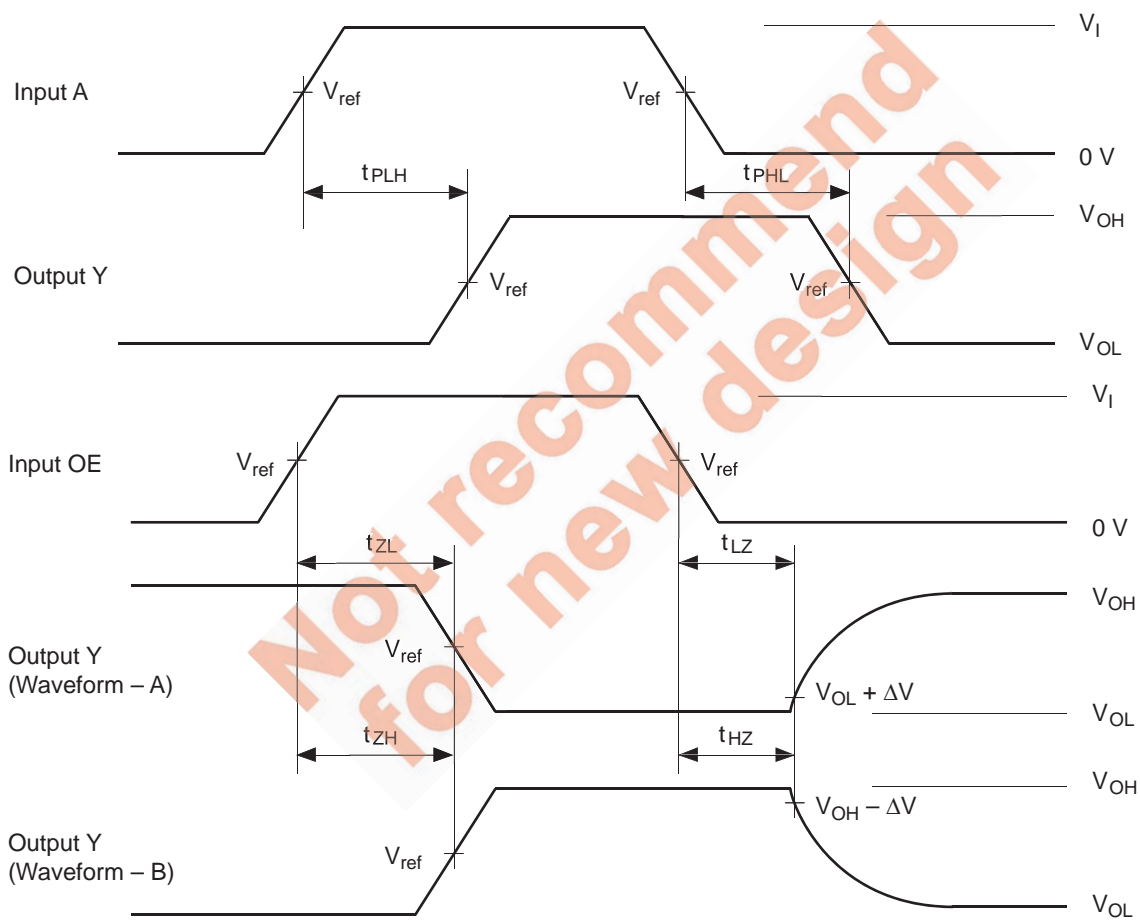 V_I
Input A
V_ref
V_ref
0 V
t_PLH
t_PHL
V_OH
Output Y
V_ref
V_ref
V_OL
V_I
Input OE
V_ref
V_ref
0 V
t_ZL
t_LZ
V_OH
Output Y
(Waveform – A)
V_ref
V_OL + ΔV
V_OL
t_ZH
t_HZ
V_OH
V_OH – ΔV
Output Y
(Waveform – B)
V_ref
V_OL
Not recommend
for new design